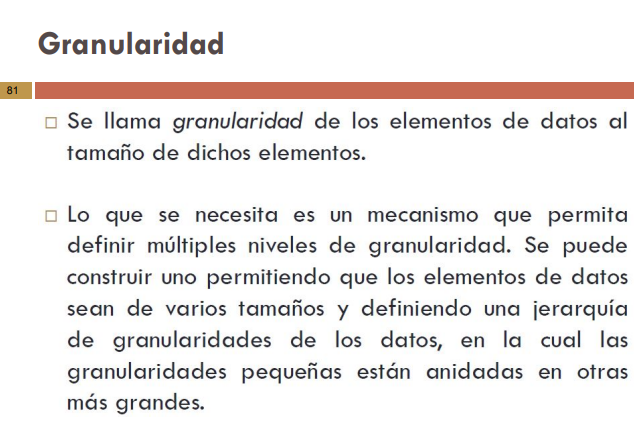 Granularidad
81
Se llama granularidad de los elementos de datos al
tamaño de dichos elementos.
Lo que se necesita es un mecanismo que permita
definir múltiples niveles de granularidad. Se puede
construir uno permitiendo que los elementos de datos
sean de varios tamaños y definiendo una jerarquía
de granularidades de los datos, en la cual las
granularidades pequeñas están anidadas en otras
más grandes.